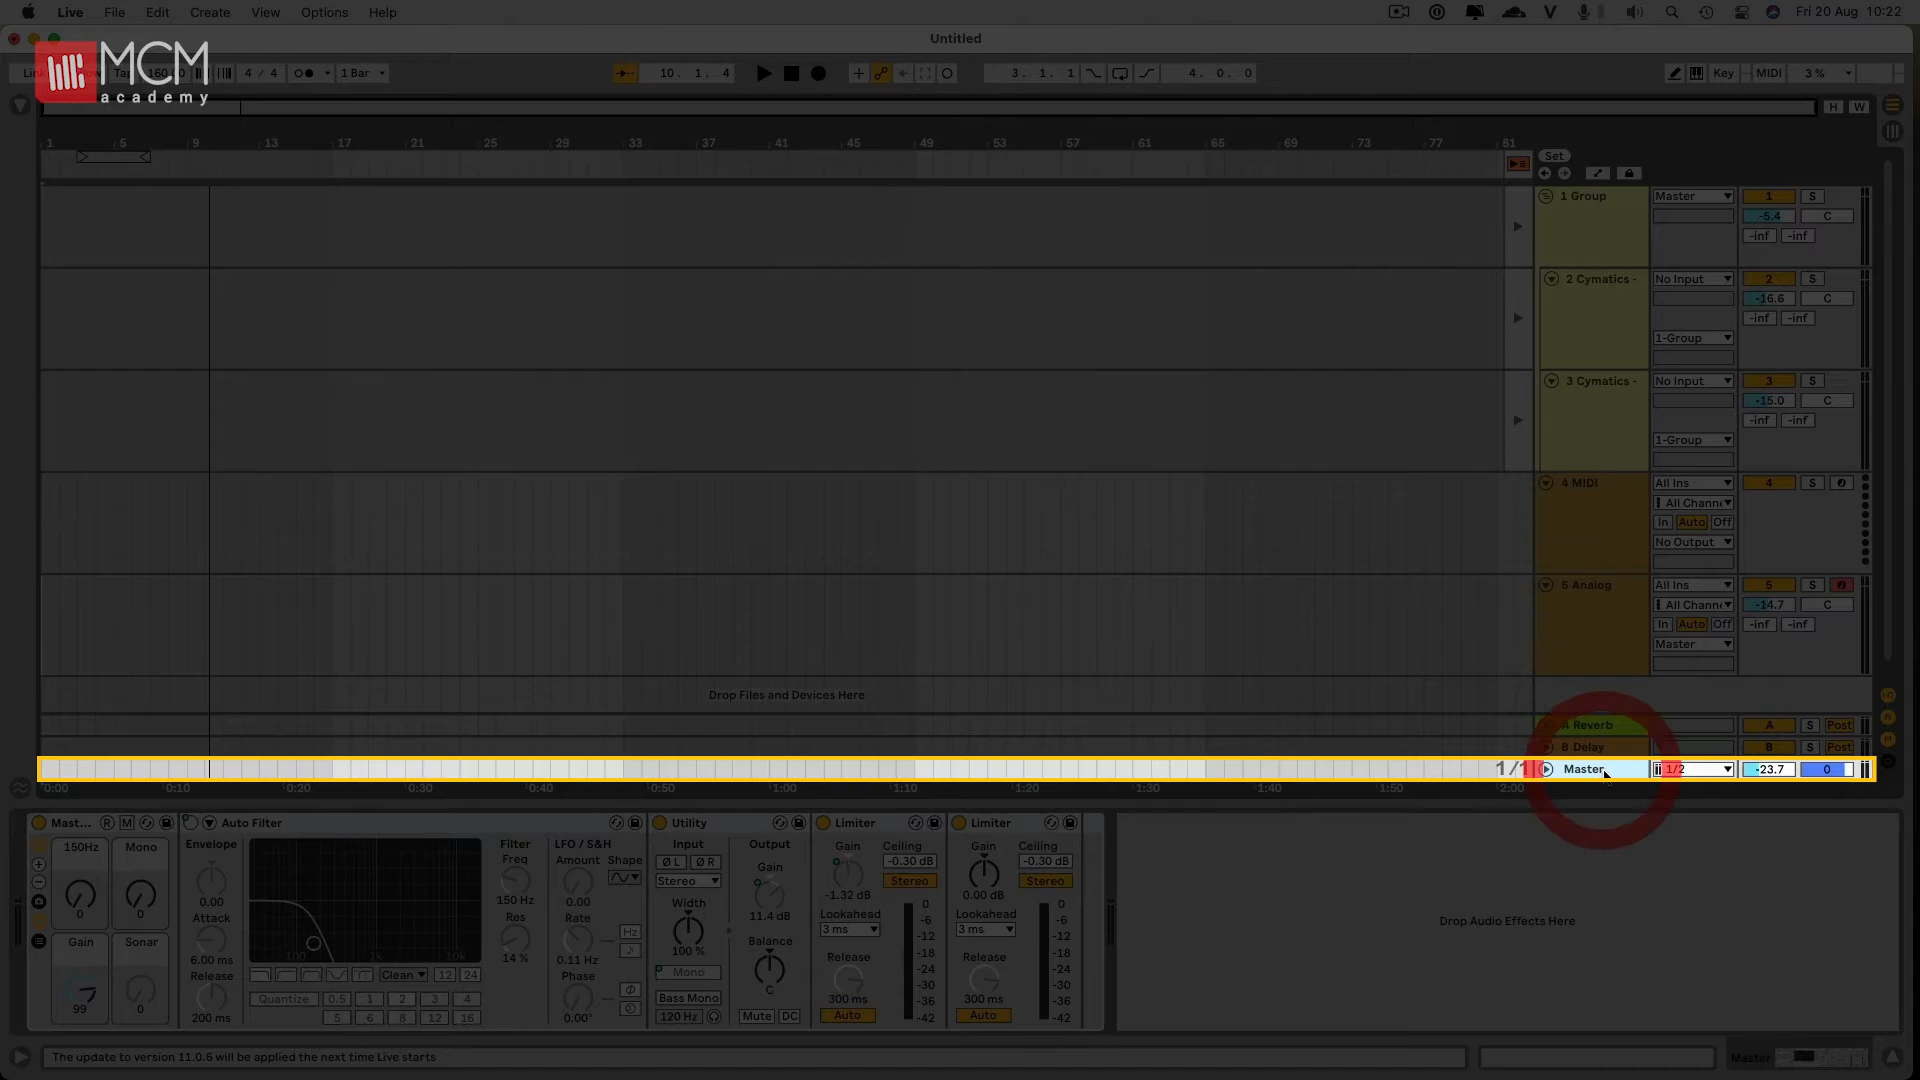 Live File Edit Create View Options Help
Fri 20 Aug 10:22
Untitled
MCM
academy
160.00 4 / 4 1 Bar 10. 1. 4 3. 1. 1 4. 0. 0 Key MIDI 3 %
H W
1 5 9 13 17 21 25 29 33 37 41 45 49 53 57 61 65 69 73 77 81
Set
1 Group Master 1 S
-5.4 C
-inf -inf
2 Cymatics - No Input 2 S
-16.6 C
-inf -inf
1-Group
3 Cymatics - No Input 3 S
-15.0 C
-inf -inf
1-Group
4 MIDI All Ins 4 S
All Chann
In Auto Off
No Output
5 Analog All Ins 5 S
All Chann -14.7 C
In Auto Off -inf -inf
Master
Drop Files and Devices Here
A Reverb A S Post
B Delay B S Post
1/1 Master 1/2 -23.7 0
0:00 0:10 0:20 0:30 0:40 0:50 1:00 1:10 1:20 1:30 1:40 1:50 2:00
Mast... R M Auto Filter Utility Limiter Limiter
150Hz Mono Envelope Filter LFO / S&H Input Output Gain Ceiling Gain Ceiling
Freq Amount Shape Ø L Ø R Gain -0.30 dB -0.30 dB
Stereo Stereo Stereo
0 0 0.00 150 Hz 0.00 Width 11.4 dB -1.32 dB 0.00 dB
Attack Res Rate Hz Lookahead Lookahead
3 ms 3 ms
Gain Sonar 100 1k 10k 100 % Balance
6.00 ms 14 % 0.11 Hz Release Release
Release Clean 12 24 Phase Mono C
Quantize 0.5 1 2 3 4 Bass Mono 300 ms 300 ms
99 0 200 ms 5 6 8 12 16 0.00° 120 Hz Mute DC Auto Auto
0 -6 -12 -18 -24 -30 -36 -42
0 -6 -12 -18 -24 -30 -36 -42
Drop Audio Effects Here
The update to version 11.0.6 will be applied the next time Live starts
Master